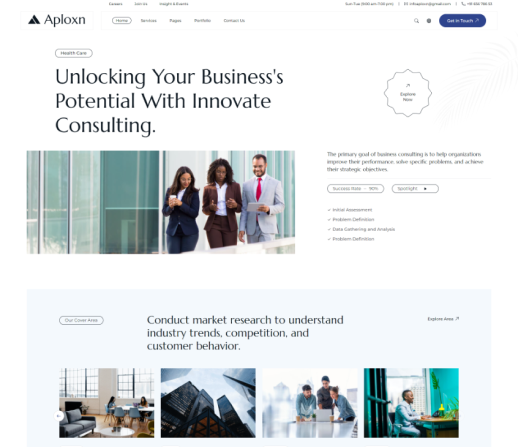 Careers Join Us Insight & Events
Sun-Tue (9:00 am-7:00 pm) info@aploxn@gmail.com
Aploxn
Home Services Pages Portfolio Contact Us
Get in Touch
Health Care
Unlocking Your Business's
Potential With Innovate
Consulting.
Explore
Now
The primary goal of business consulting is to help organizations
improve their performance, solve specific problems, and achieve
their strategic objectives.
Success Rate - 90% Spotlight
✓ Initial Assessment
✓ Problem Definition
✓ Data Gathering and Analysis
✓ Problem Definition
Our Cover Area
Conduct market research to understand
industry trends, competition, and
customer behavior.
Explore Area